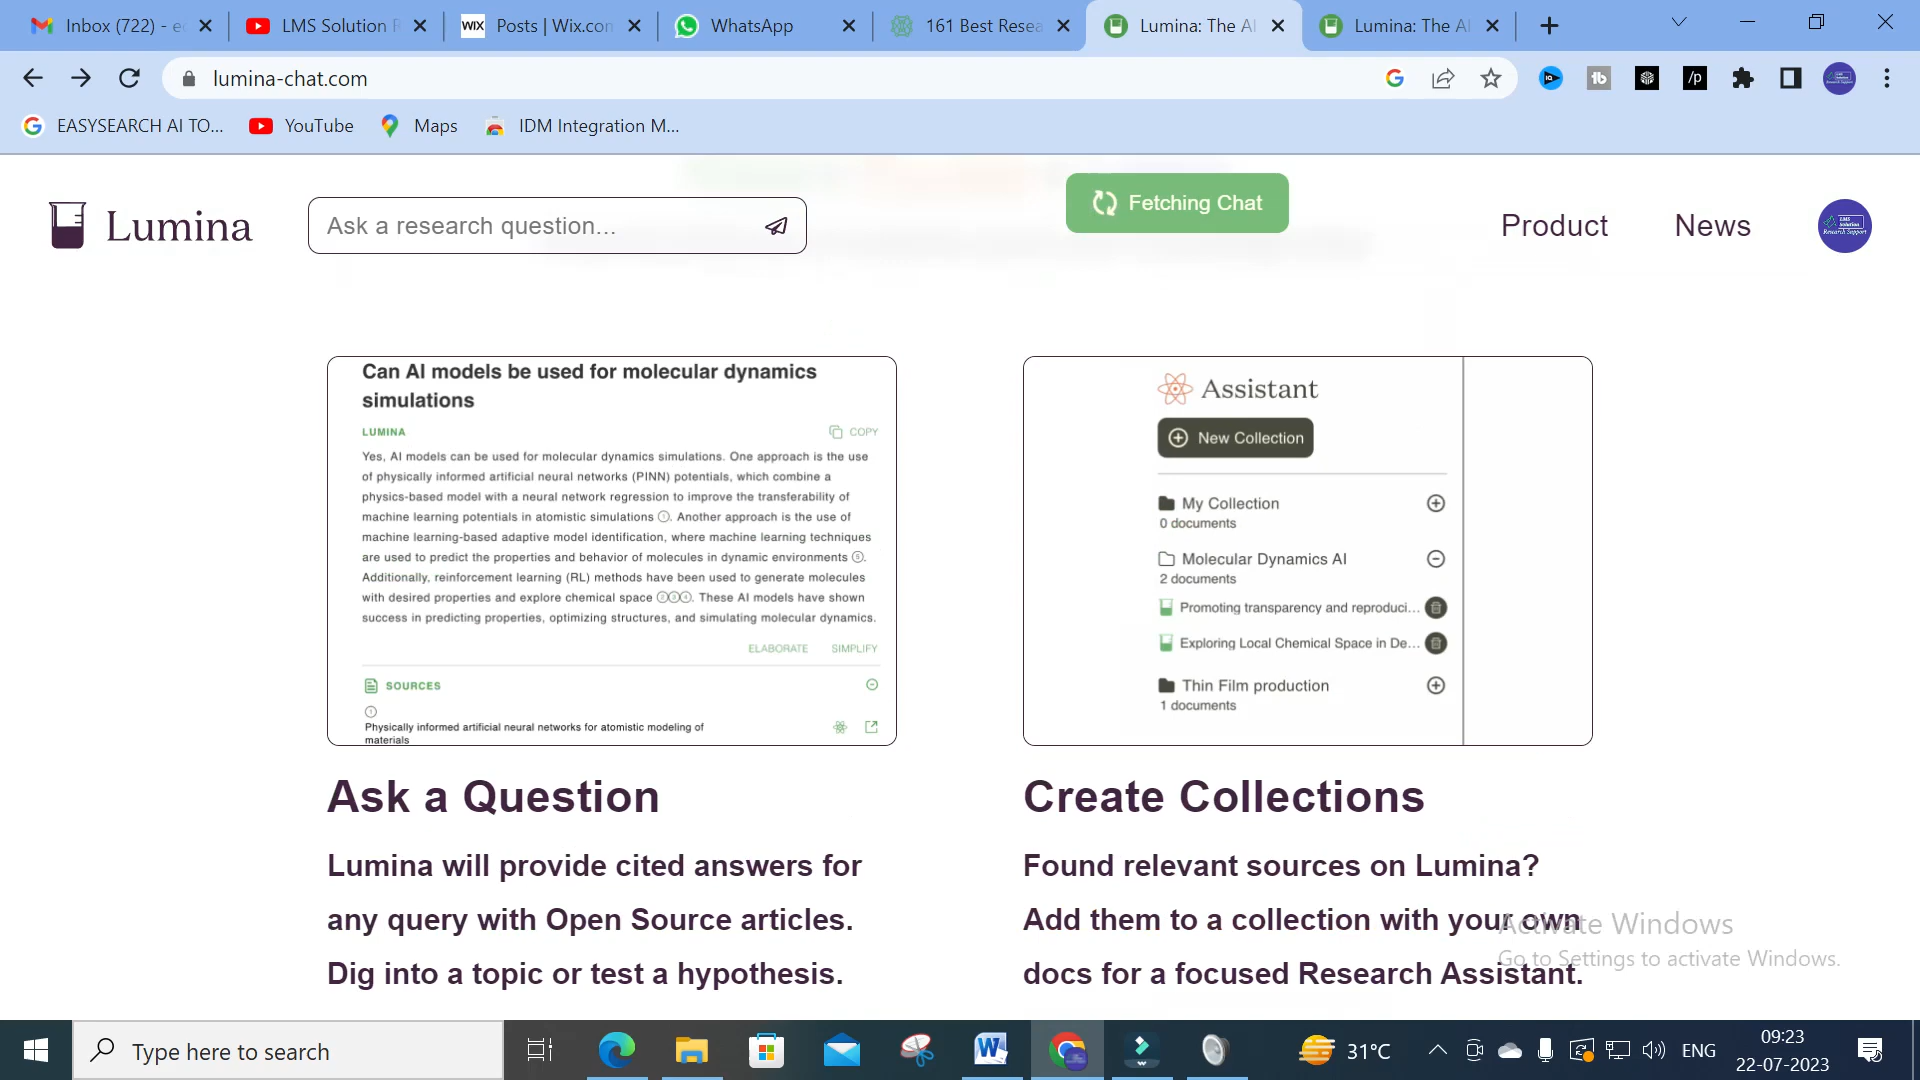 Inbox (722) - e
LMS Solution R
WIX Posts | Wix.com
WhatsApp
161 Best Resea
Lumina: The AI
Lumina: The AI
lumina-chat.com
EASYSEARCH AI TO...
YouTube
Maps
IDM Integration M...
Lumina
Ask a research question...
Fetching Chat
Product
News
LMS Solution
Research Support
Can AI models be used for molecular dynamics
simulations
LUMINA
COPY
Yes, AI models can be used for molecular dynamics simulations. One approach is the use
of physically informed artificial neural networks (PINN) potentials, which combine a
physics-based model with a neural network regression to improve the transferability of
machine learning potentials in atomistic simulations ①. Another approach is the use of
machine learning-based adaptive model identification, where machine learning techniques
are used to predict the properties and behavior of molecules in dynamic environments ⑤.
Additionally, reinforcement learning (RL) methods have been used to generate molecules
with desired properties and explore chemical space ②③④. These AI models have shown
success in predicting properties, optimizing structures, and simulating molecular dynamics.
ELABORATE SIMPLIFY
SOURCES
①
Physically informed artificial neural networks for atomistic modeling of
materials
Assistant
New Collection
My Collection
0 documents
Molecular Dynamics AI
2 documents
Promoting transparency and reproduci...
Exploring Local Chemical Space in De...
Thin Film production
1 documents
Ask a Question
Lumina will provide cited answers for
any query with Open Source articles.
Dig into a topic or test a hypothesis.
Create Collections
Found relevant sources on Lumina?
Add them to a collection with your own
docs for a focused Research Assistant.
Activate Windows
Go to Settings to activate Windows.
Type here to search
31°C
ENG
09:23
22-07-2023